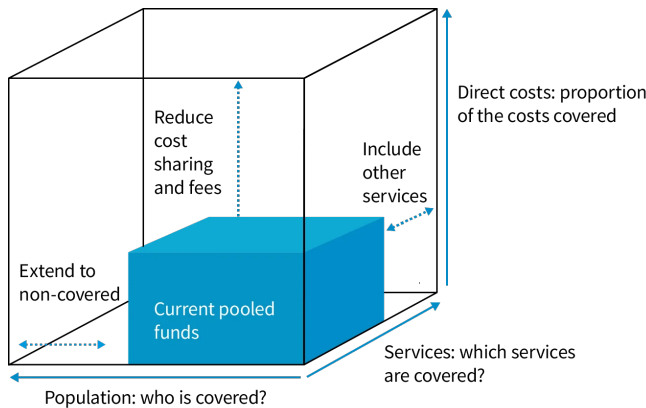 Direct costs: proportion
of the costs covered
Reduce
cost
sharing
and fees
Include
other
services
Extend to
non-covered
Current pooled
funds
Services: which services
are covered?
Population: who is covered?